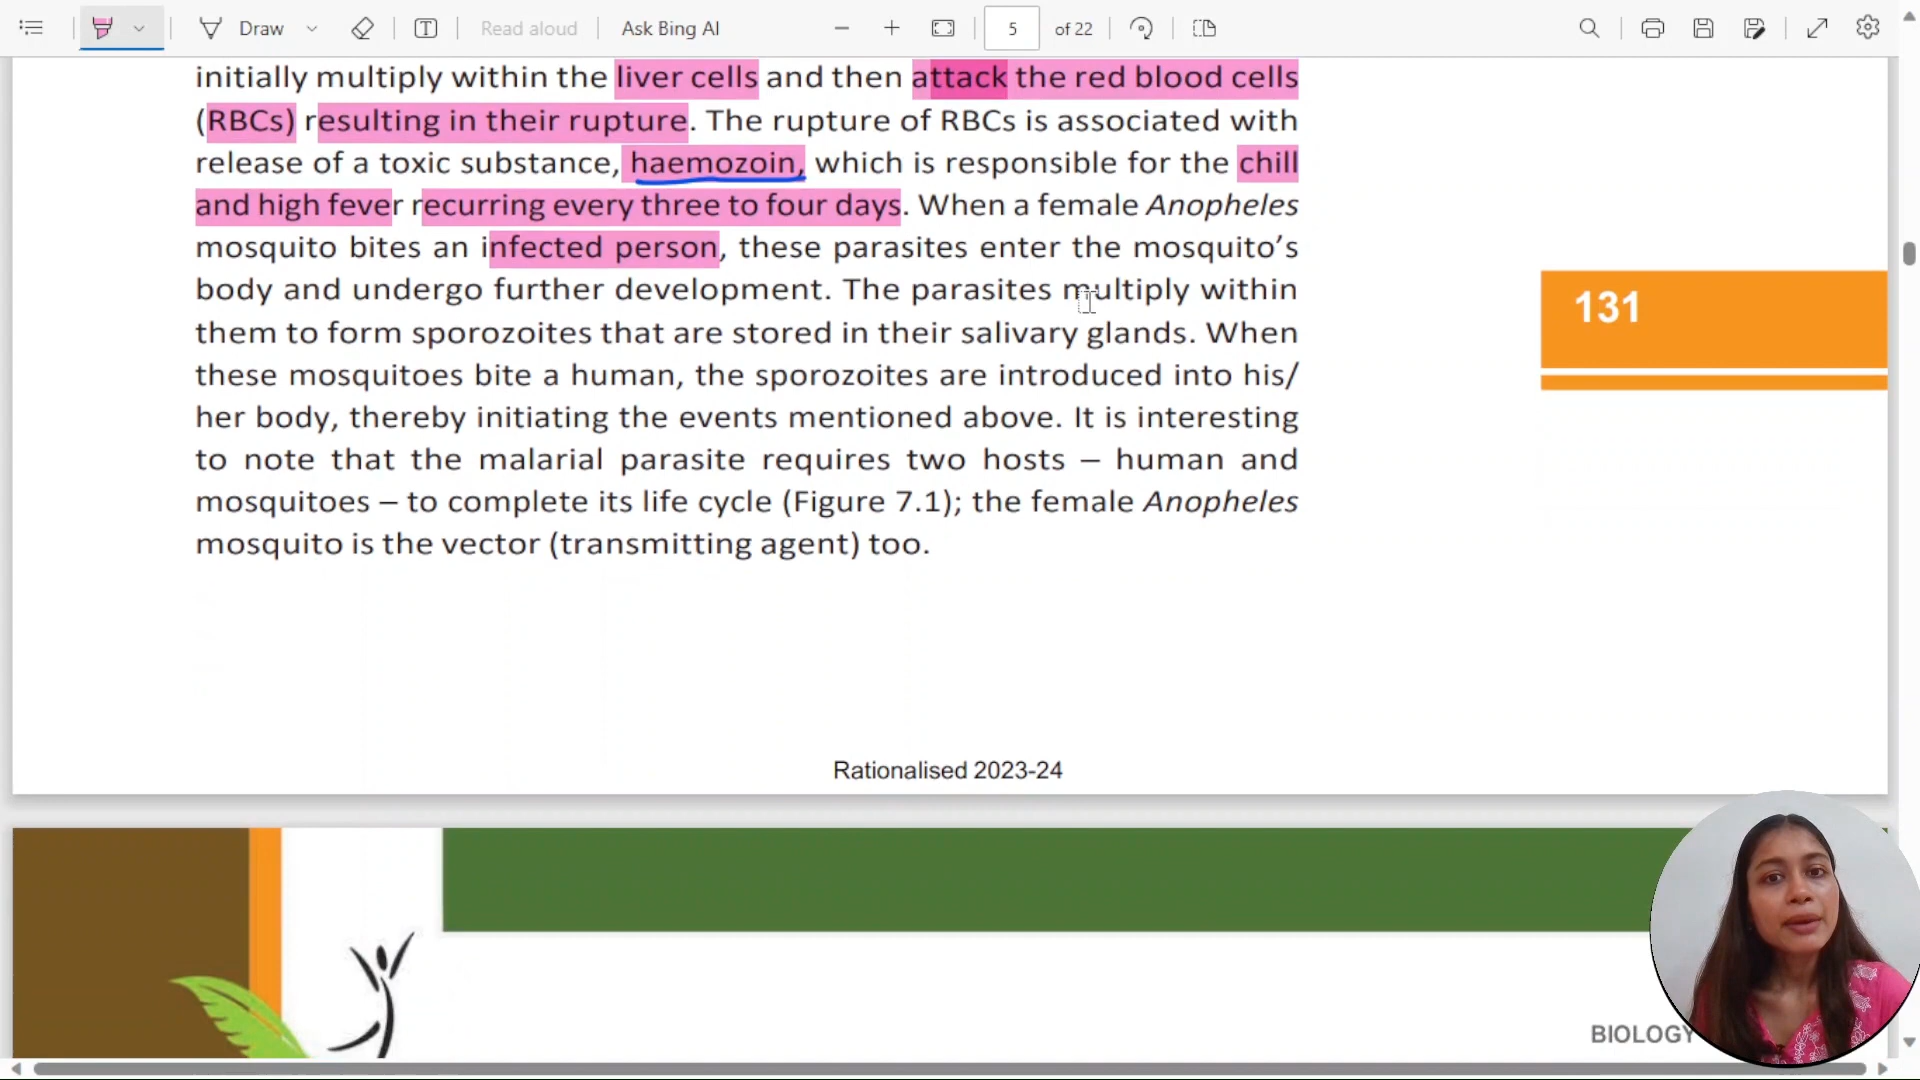 Draw
Read aloud
Ask Bing AI
5
of 22
initially multiply within the liver cells and then attack the red blood cells
(RBCs) resulting in their rupture. The rupture of RBCs is associated with
release of a toxic substance, haemozoin, which is responsible for the chill
and high fever recurring every three to four days. When a female Anopheles
mosquito bites an infected person, these parasites enter the mosquito’s
body and undergo further development. The parasites multiply within
them to form sporozoites that are stored in their salivary glands. When
these mosquitoes bite a human, the sporozoites are introduced into his/
her body, thereby initiating the events mentioned above. It is interesting
to note that the malarial parasite requires two hosts – human and
mosquitoes – to complete its life cycle (Figure 7.1); the female Anopheles
mosquito is the vector (transmitting agent) too.
131
Rationalised 2023-24
BIOLOGY